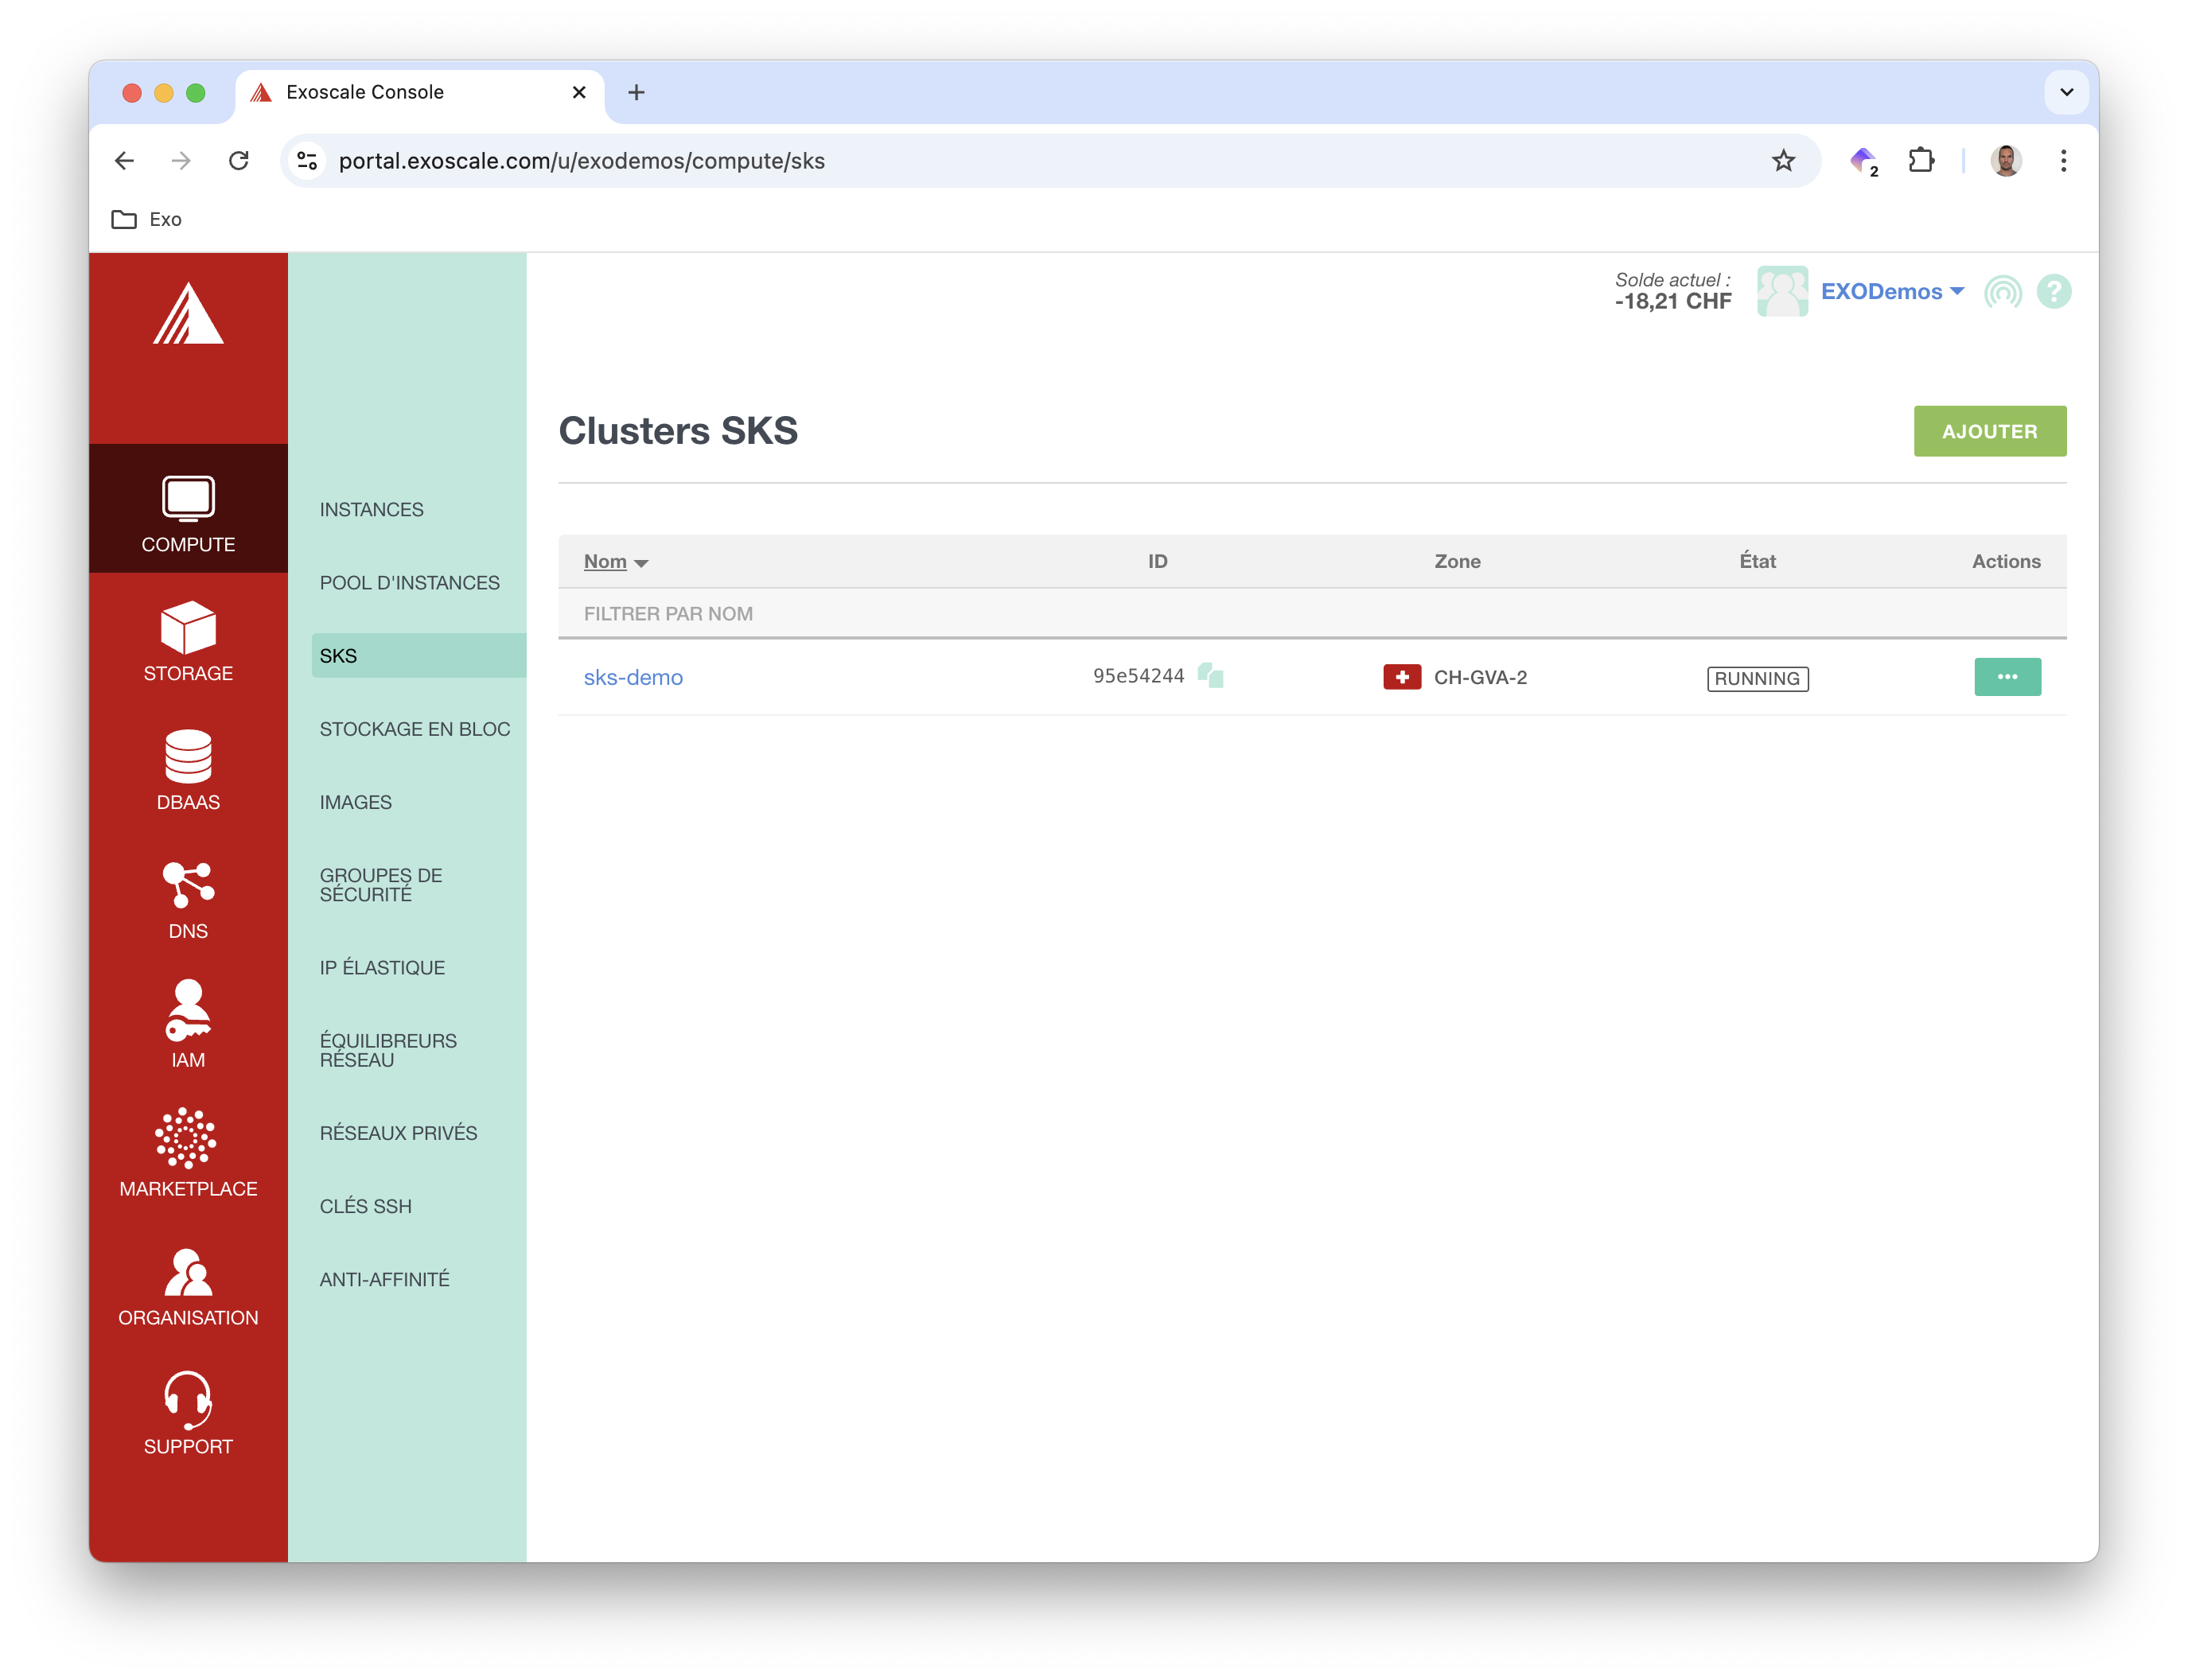 Exoscale Console
portal.exoscale.com/u/exodemos/compute/sks
2
Exo
Solde actuel :
-18,21 CHF
EXODemos
?
Clusters SKS
AJOUTER
COMPUTE
STORAGE
DBAAS
DNS
IAM
MARKETPLACE
ORGANISATION
SUPPORT
INSTANCES
POOL D'INSTANCES
SKS
STOCKAGE EN BLOC
IMAGES
GROUPES DE
SÉCURITÉ
IP ÉLASTIQUE
ÉQUILIBREURS
RÉSEAU
RÉSEAUX PRIVÉS
CLÉS SSH
ANTI-AFFINITÉ
Nom ID Zone État Actions
FILTRER PAR NOM
sks-demo 95e54244 CH-GVA-2 RUNNING